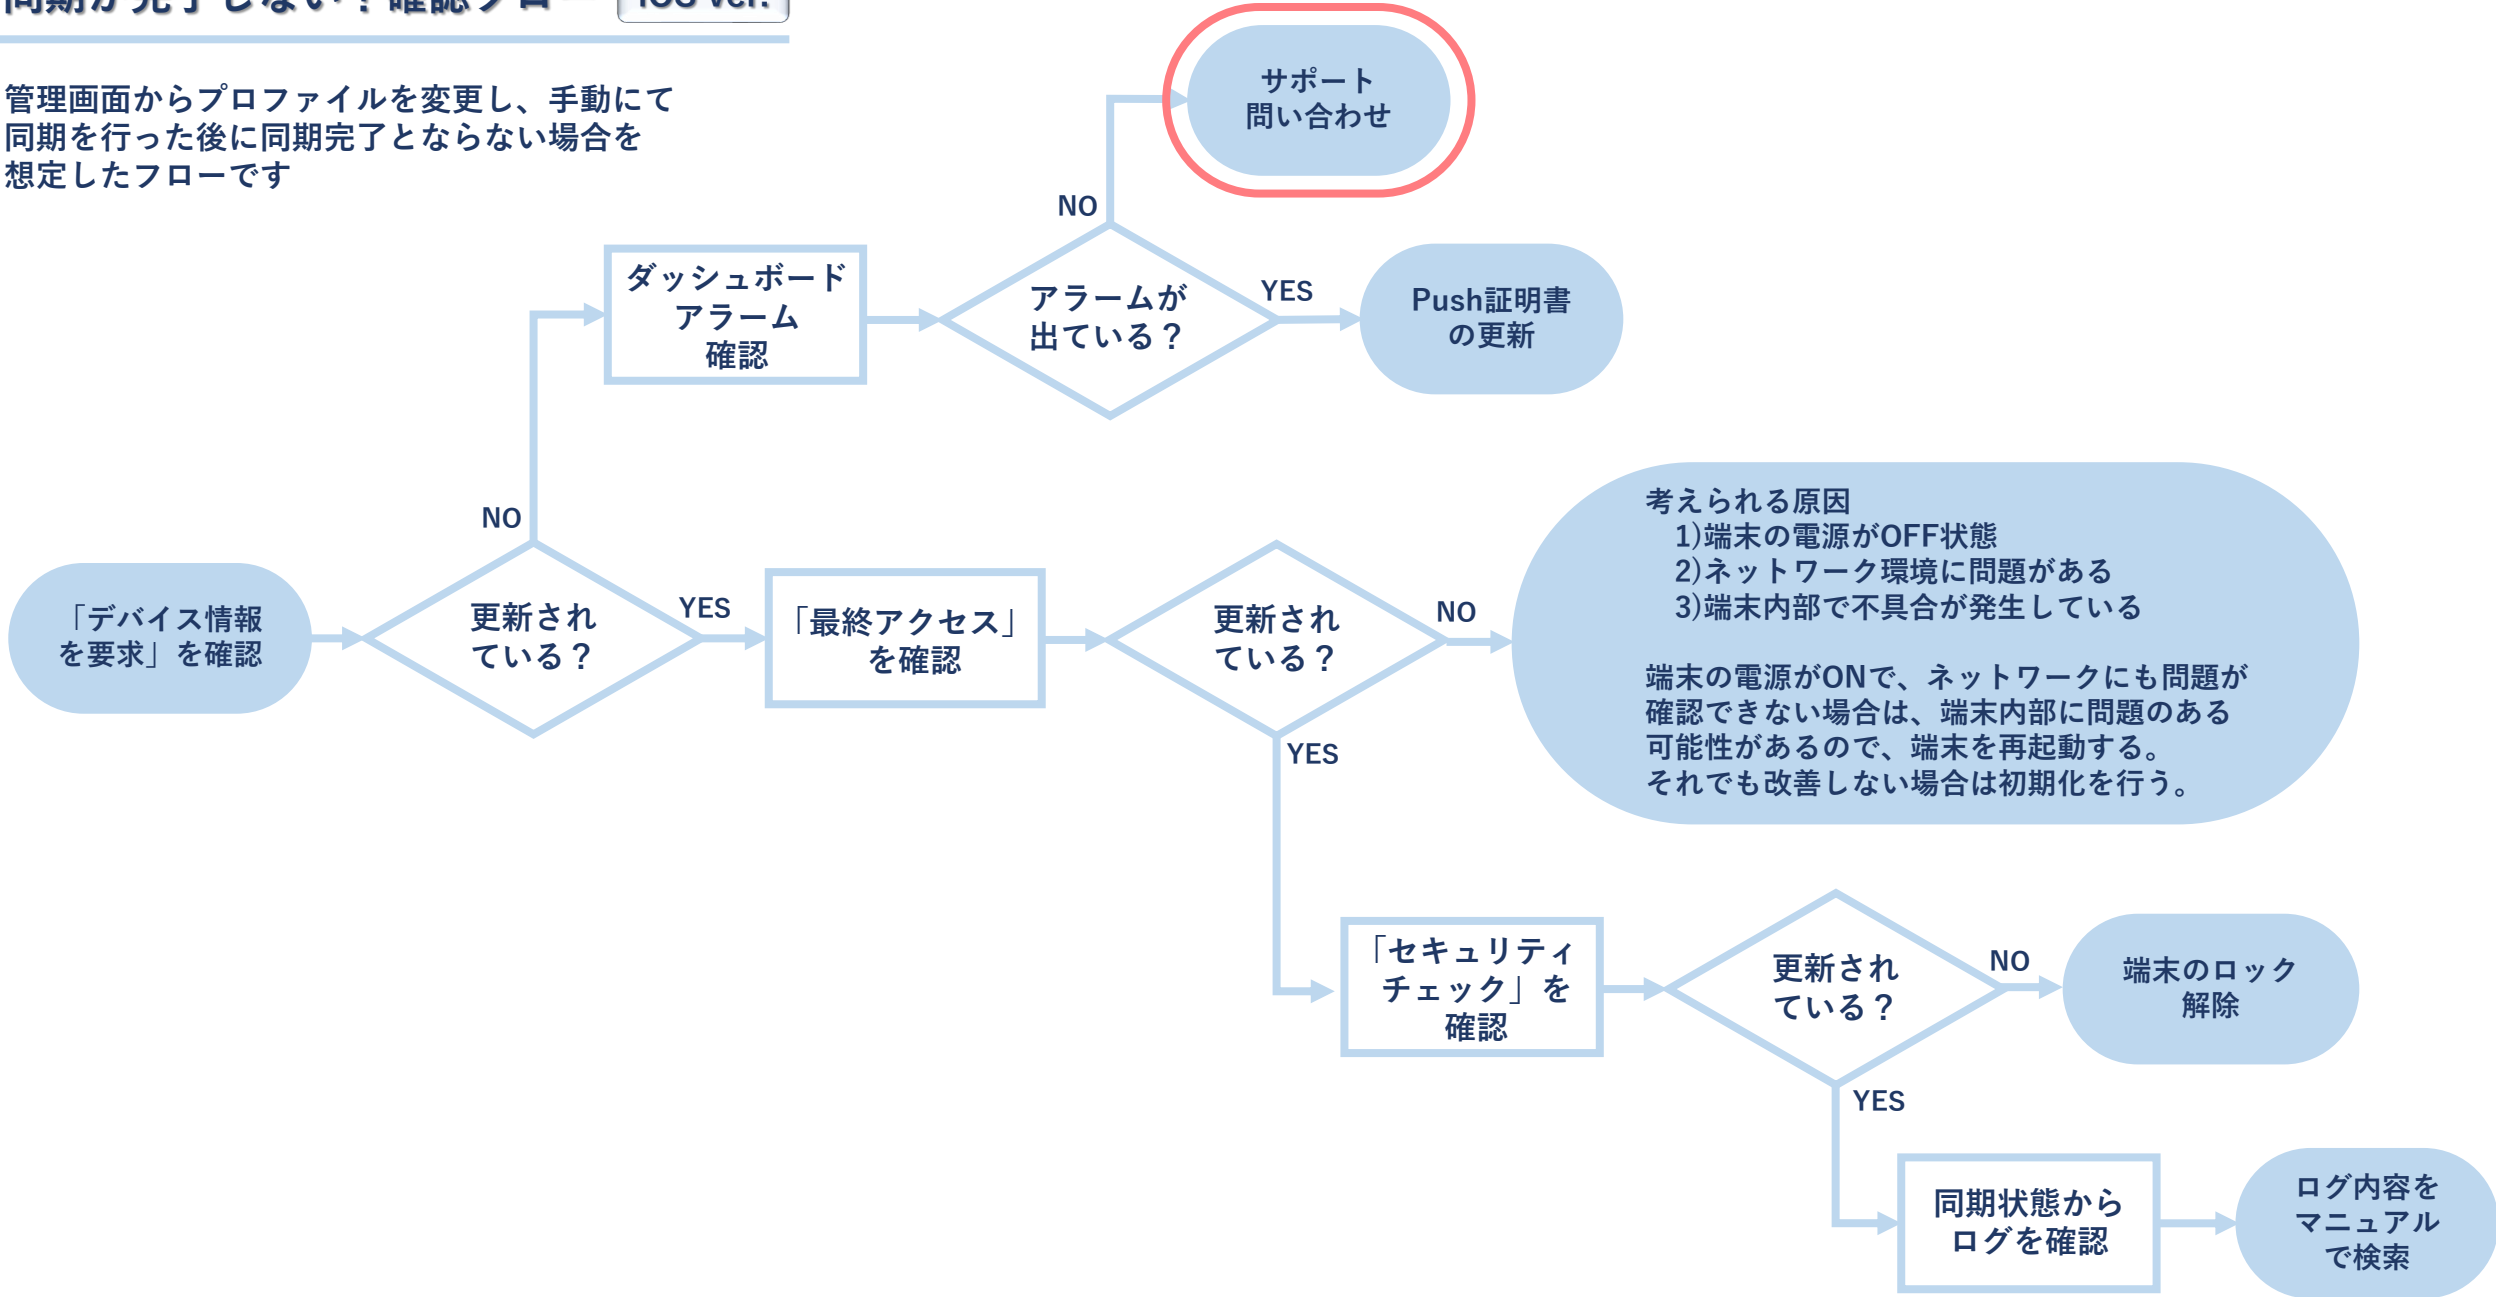 同期が完了しない？確認フロー iOS ver.
管理画面からプロファイルを変更し、手動にて
同期を行った後に同期完了とならない場合を
想定したフローです
サポート
問い合わせ
NO
ダッシュボード
アラーム
確認
アラームが
出ている？
YES
Push証明書
の更新
NO
「デバイス情報
を要求」を確認
更新され
ている？
YES
「最終アクセス」
を確認
更新され
ている？
NO
考えられる原因
1)端末の電源がOFF状態
2)ネットワーク環境に問題がある
3)端末内部で不具合が発生している
端末の電源がONで、ネットワークにも問題が
確認できない場合は、端末内部に問題のある
可能性があるので、端末を再起動する。
それでも改善しない場合は初期化を行う。
YES
「セキュリティ
チェック」を
確認
更新され
ている？
NO
端末のロック
解除
YES
同期状態から
ログを確認
ログ内容を
マニュアル
で検索